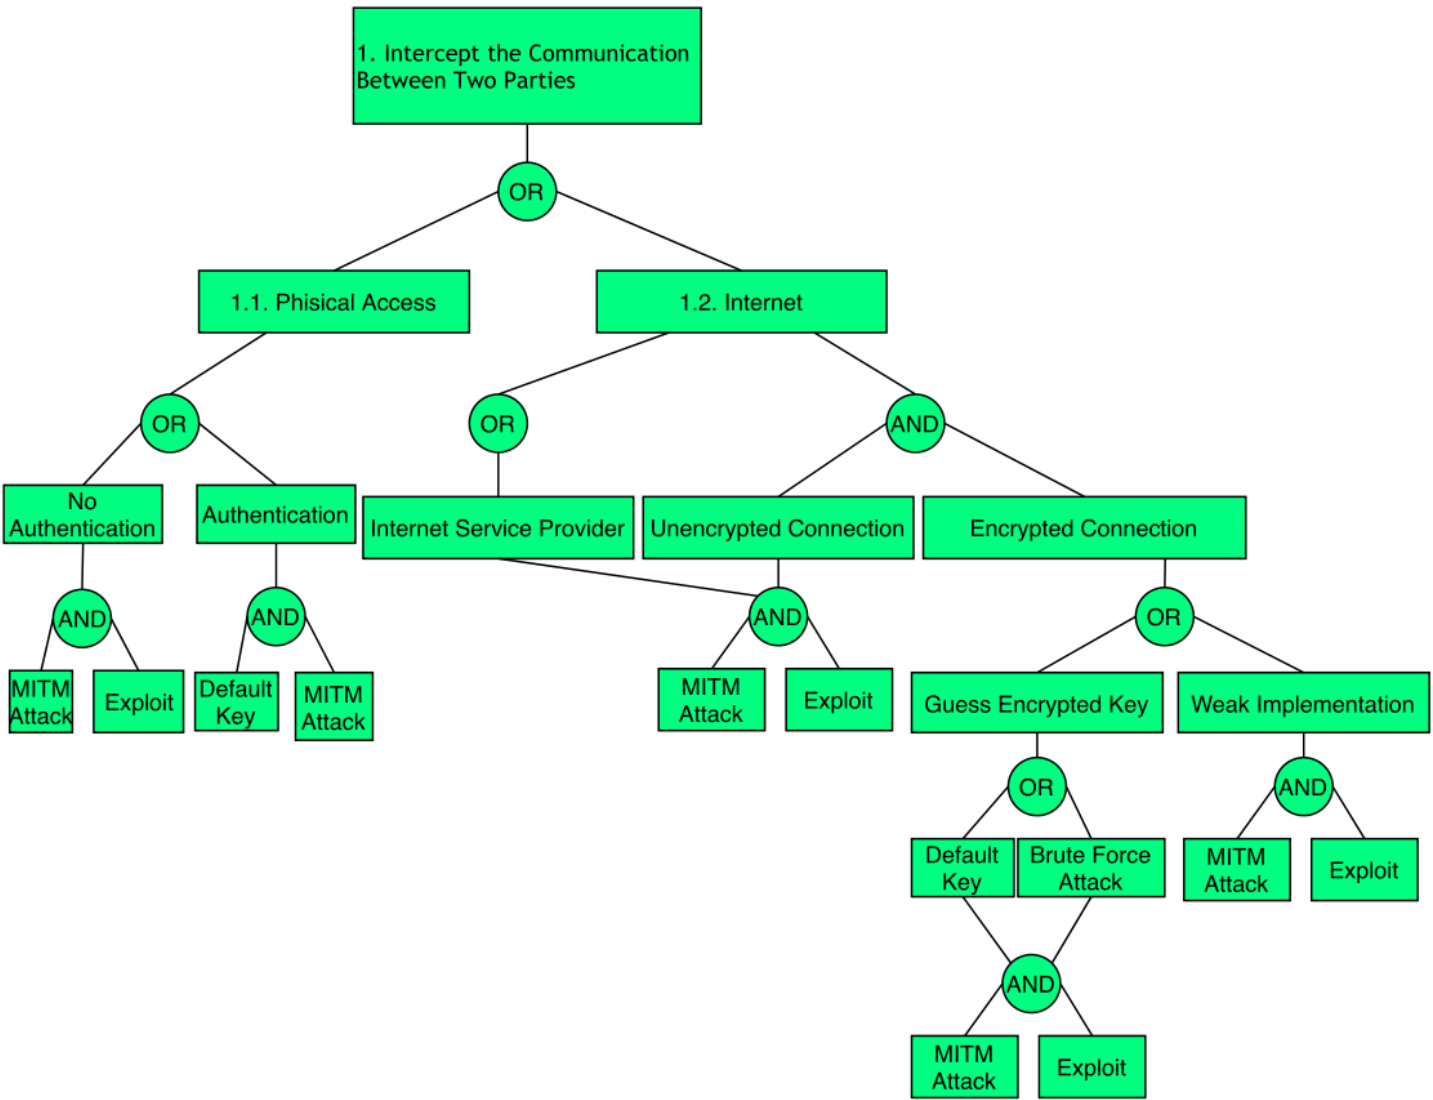 1. Intercept the Communication
Between Two Parties
OR
1.1. Phisical Access
1.2. Internet
OR
OR
AND
No
Authentication
Authentication
Internet Service Provider
Unencrypted Connection
Encrypted Connection
AND
AND
AND
OR
MITM
Attack
Exploit
Default
Key
MITM
Attack
MITM
Attack
Exploit
Guess Encrypted Key
Weak Implementation
OR
AND
Default
Key
Brute Force
Attack
MITM
Attack
Exploit
AND
MITM
Attack
Exploit